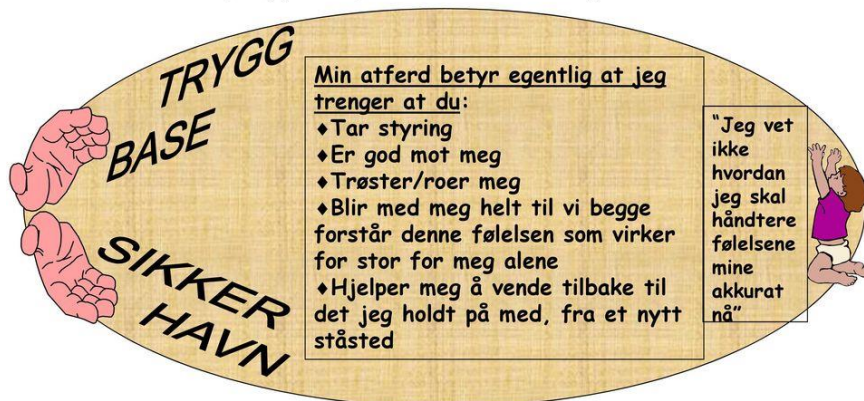 TRYGG
BASE
SIKKER
HAVN
Min atferd betyr egentlig at jeg
trenger at du:
♦Tar styring
♦Er god mot meg
♦Trøster/roer meg
♦Blir med meg helt til vi begge
forstår denne følelsen som virker
for stor for meg alene
♦Hjelper meg å vende tilbake til
det jeg holdt på med, fra et nytt
ståsted
"Jeg vet
ikke
hvordan
jeg skal
håndtere
følelsene
mine
akkurat
nå"